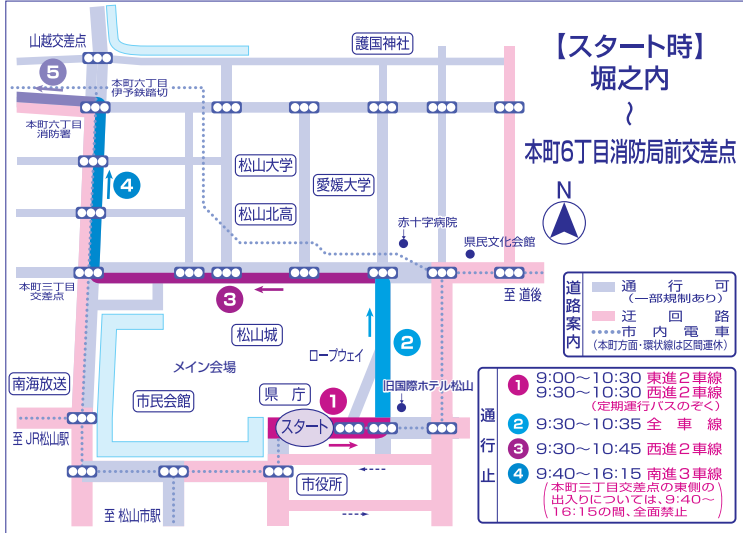 【スタート時】
堀之内
~
本町6丁目消防局前交差点
N
山越交差点
護国神社
5
本町六丁目
伊予鉄踏切
本町六丁目
消防署
4
松山大学
愛媛大学
松山北高
赤十字病院
県民文化会館
本町三丁目
交差点
至 道後
3
松山城
ロープウェイ
2
メイン会場
南海放送
市民会館
県 庁
旧国際ホテル松山
1
スタート
至 JR松山駅
市役所
至 松山市駅
道路案内
通行可
(一部規制あり)
迂回路
市内電車
(本町方面・環状線は区間運休)
通行止
1 9:00〜10:30 東進2車線
9:30〜10:30 西進2車線
(定期運行バスのぞく)
2 9:30〜10:35 全車線
3 9:30〜10:45 西進2車線
4 9:40〜16:15 南進3車線
(本町三丁目交差点の東側の
出入りについては、9:40〜
16:15の間、全面禁止)